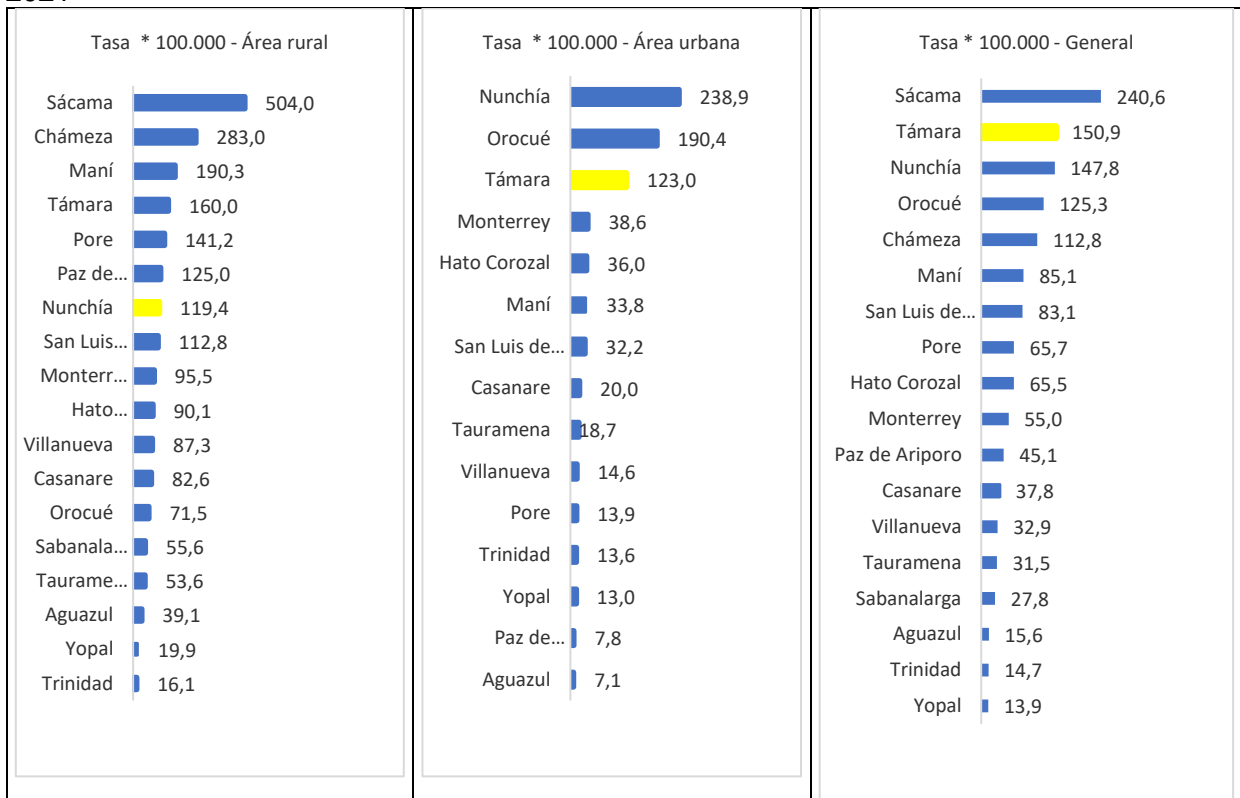 Tasa * 100.000 - Área rural
Sácama 504,0
Chámeza 283,0
Maní 190,3
Támara 160,0
Pore 141,2
Paz de... 125,0
Nunchía 119,4
San Luis... 112,8
Monterr... 95,5
Hato... 90,1
Villanueva 87,3
Casanare 82,6
Orocué 71,5
Sabanala... 55,6
Taurame... 53,6
Aguazul 39,1
Yopal 19,9
Trinidad 16,1
Tasa * 100.000 - Área urbana
Nunchía 238,9
Orocué 190,4
Támara 123,0
Monterrey 38,6
Hato Corozal 36,0
Maní 33,8
San Luis de... 32,2
Casanare 20,0
Tauramena 18,7
Villanueva 14,6
Pore 13,9
Trinidad 13,6
Yopal 13,0
Paz de... 7,8
Aguazul 7,1
Tasa * 100.000 - General
Sácama 240,6
Támara 150,9
Nunchía 147,8
Orocué 125,3
Chámeza 112,8
Maní 85,1
San Luis de... 83,1
Pore 65,7
Hato Corozal 65,5
Monterrey 55,0
Paz de Ariporo 45,1
Casanare 37,8
Villanueva 32,9
Tauramena 31,5
Sabanalarga 27,8
Aguazul 15,6
Trinidad 14,7
Yopal 13,9